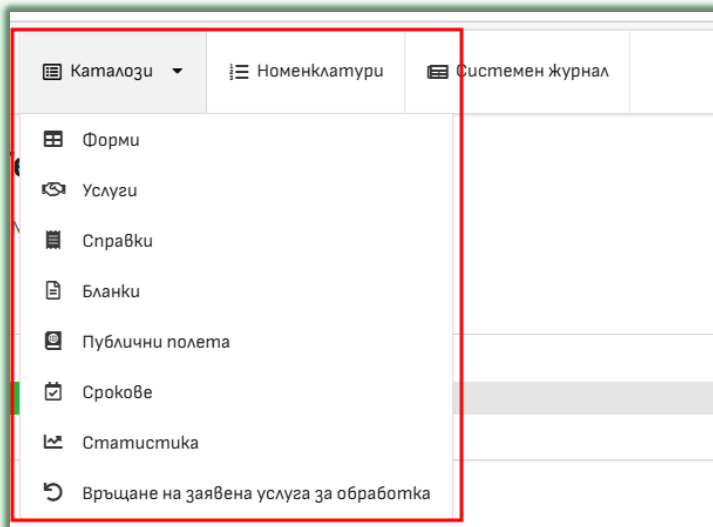 Каталози
Номенклатури
Системен журнал
Форми
Услуги
Справки
Бланки
Публични полета
Срокове
Статистика
Връщане на заявена услуга за обработка